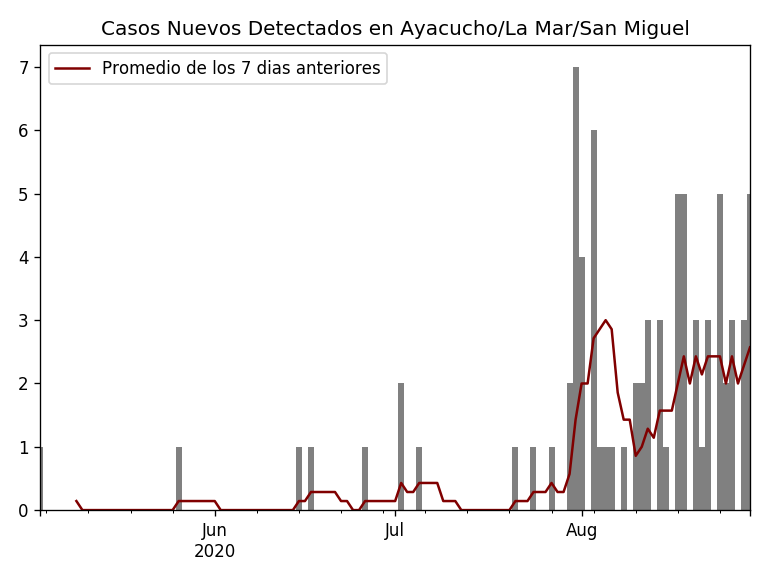 Casos Nuevos Detectados en Ayacucho/La Mar/San Miguel
Promedio de los 7 dias anteriores
7
6
5
4
3
2
1
0
Jun
2020
Jul
Aug